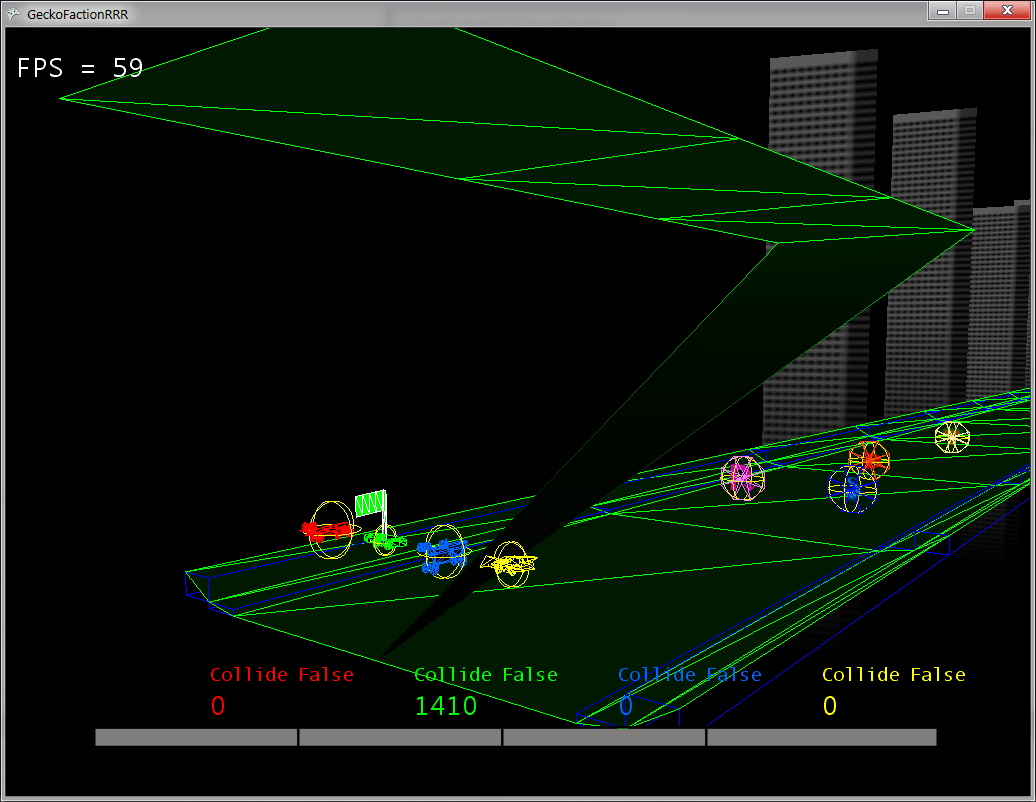 GeckoFactionRRR
FPS = 59
Collide False Collide False Collide False Collide False
0 1410 0 0